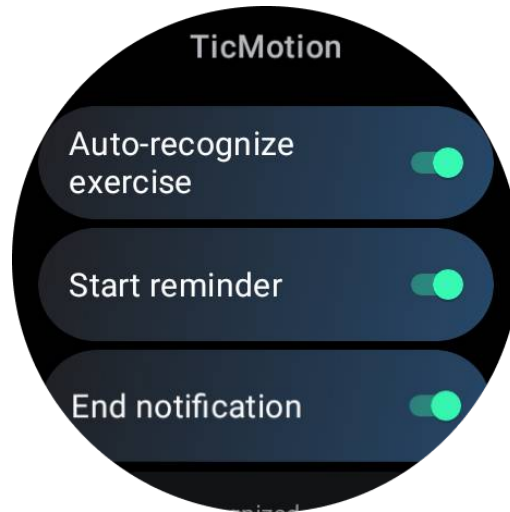 TicMotion
Auto-recognize
exercise
Start reminder
End notification